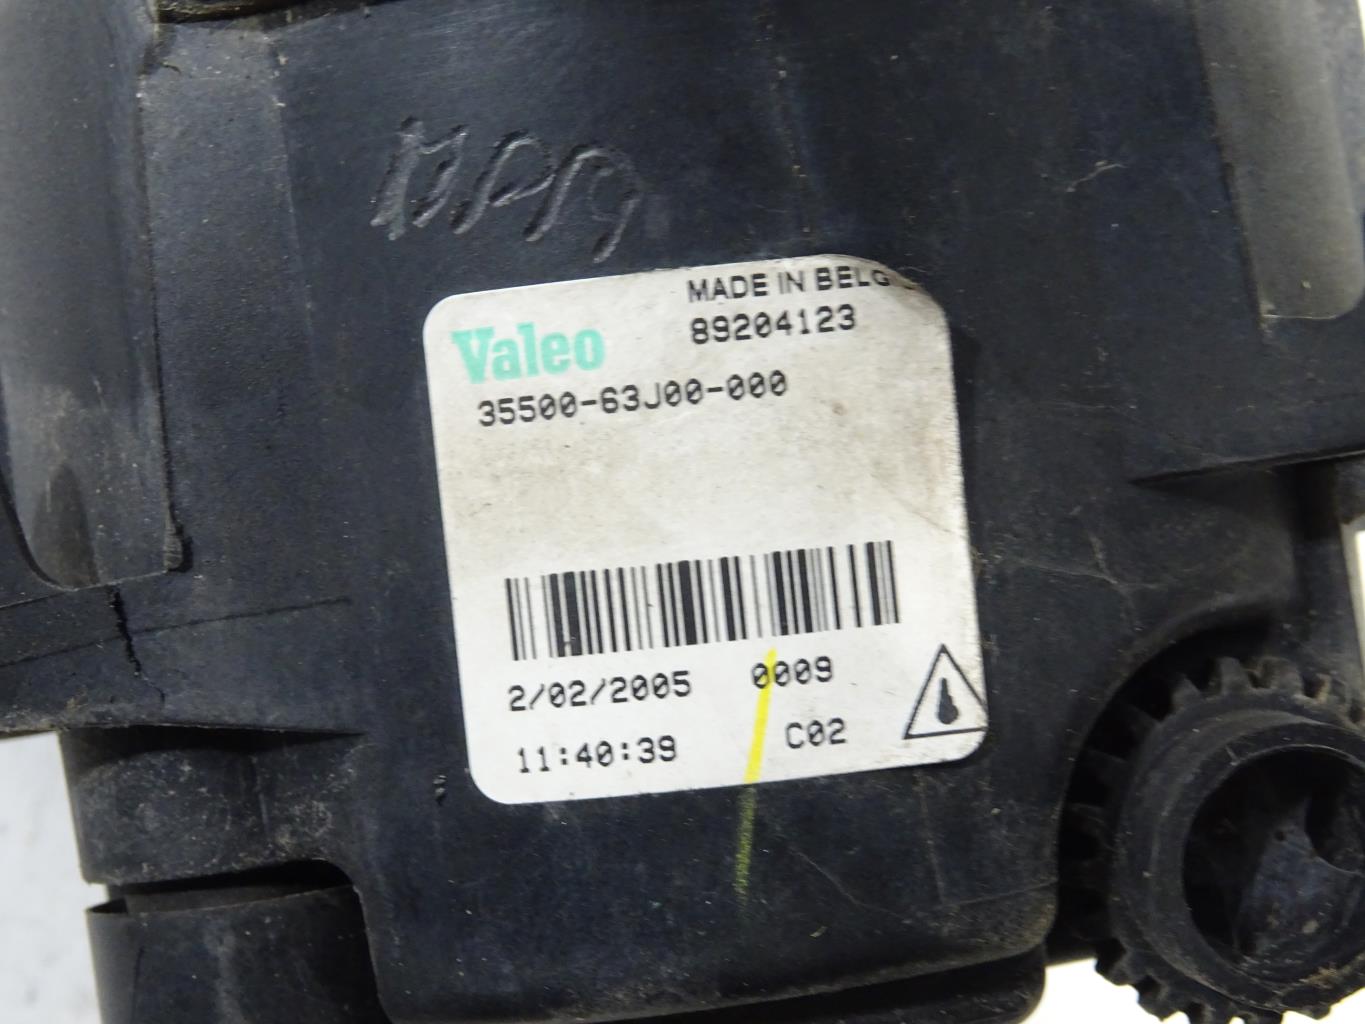 MADE IN BELG
Valeo 89204123
35500-63J00-000
2/02/2005 0009
11:40:39 C02